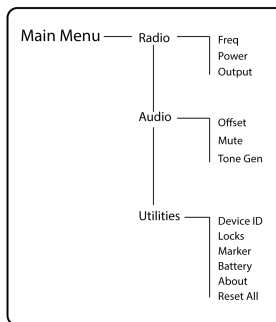 Main Menu Radio Freq
Power
Output
Audio Offset
Mute
Tone Gen
Utilities Device ID
Locks
Marker
Battery
About
Reset All